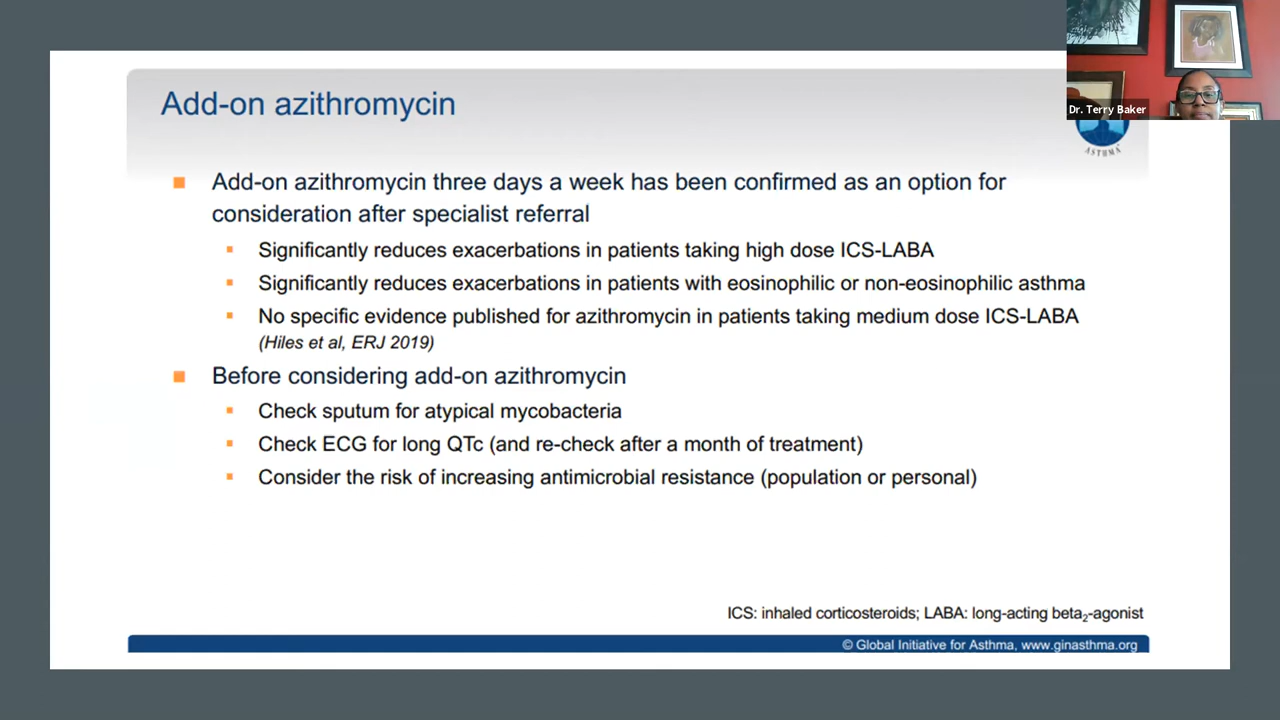 Dr. Terry Baker
ASTHMA
Add-on azithromycin
Add-on azithromycin three days a week has been confirmed as an option for
consideration after specialist referral
Significantly reduces exacerbations in patients taking high dose ICS-LABA
Significantly reduces exacerbations in patients with eosinophilic or non-eosinophilic asthma
No specific evidence published for azithromycin in patients taking medium dose ICS-LABA
(Hiles et al, ERJ 2019)
Before considering add-on azithromycin
Check sputum for atypical mycobacteria
Check ECG for long QTc (and re-check after a month of treatment)
Consider the risk of increasing antimicrobial resistance (population or personal)
ICS: inhaled corticosteroids; LABA: long-acting beta₂-agonist
© Global Initiative for Asthma, www.ginasthma.org